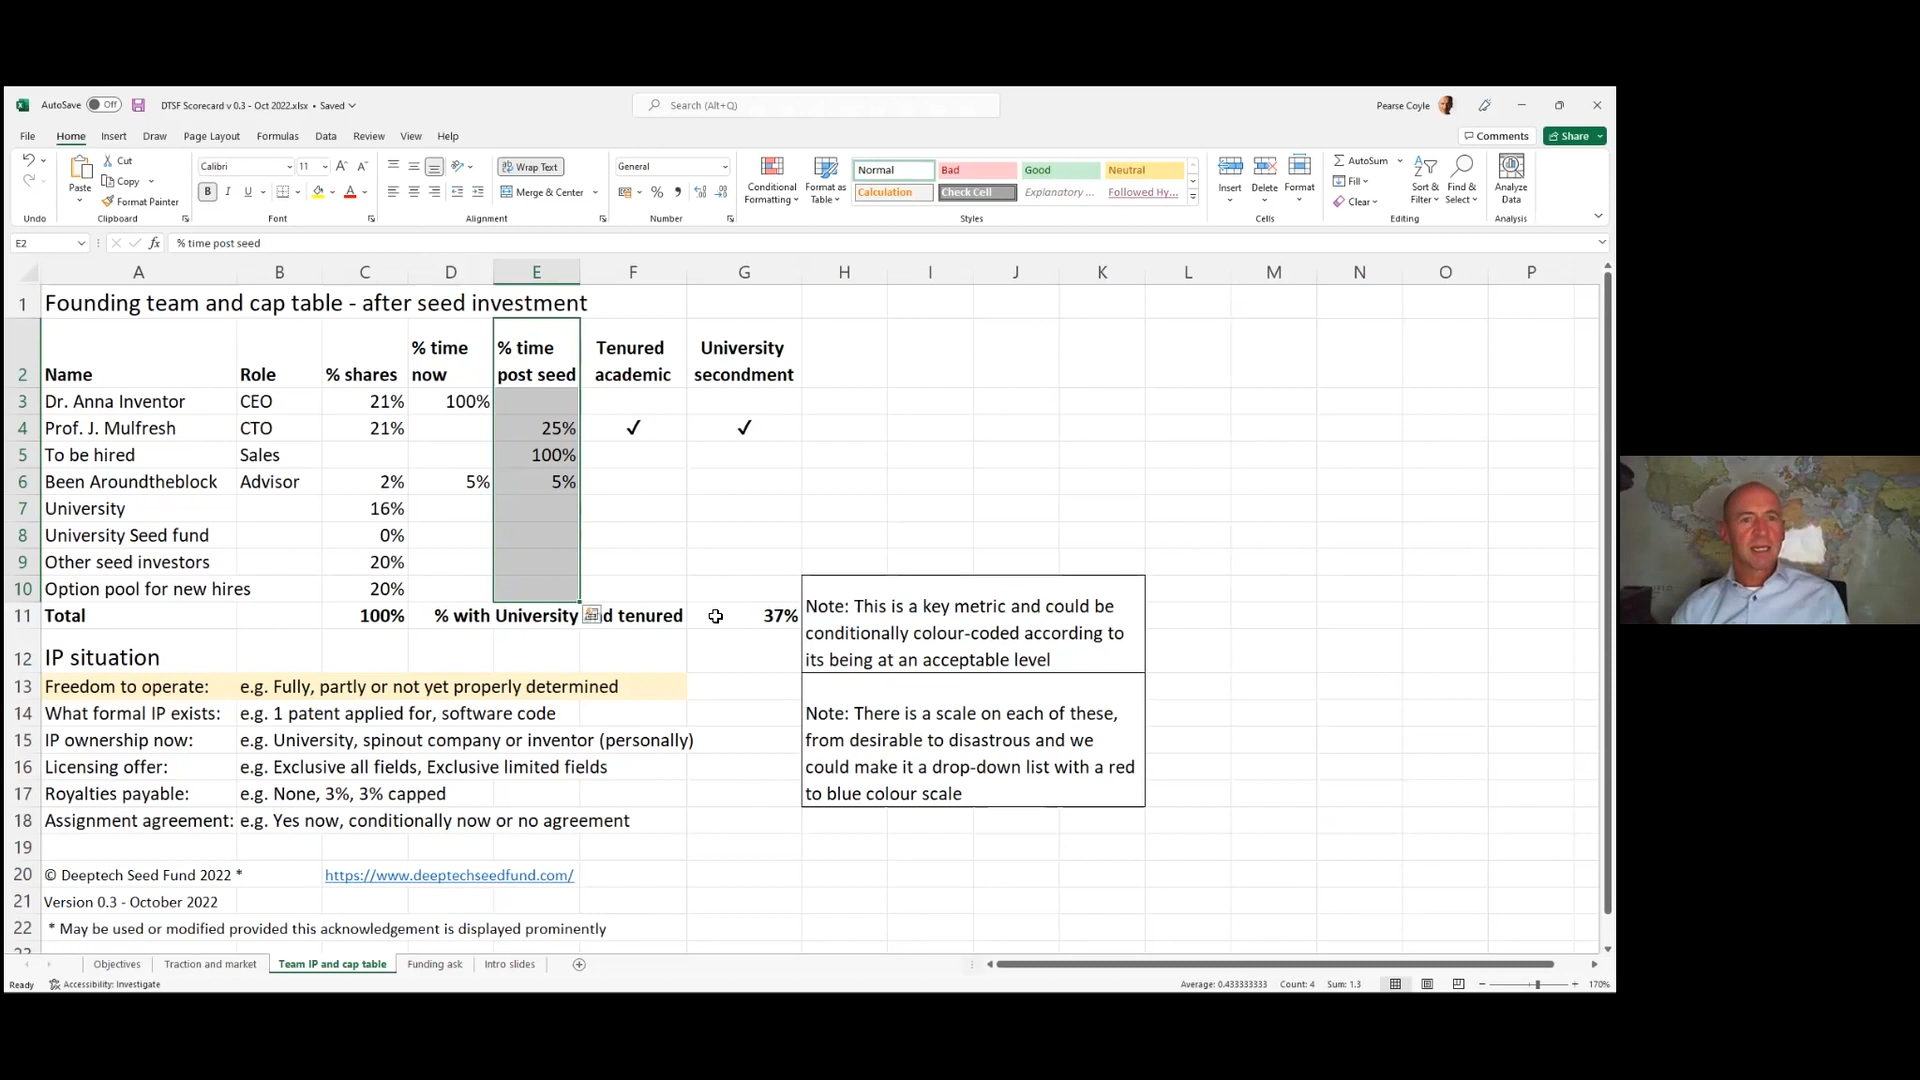 AutoSave Off DTSF Scorecard v 0.3 - Oct 2022.xlsx • Saved Search (Alt+Q) Pearse Coyle
File Home Insert Draw Page Layout Formulas Data Review View Help Comments Share
Cut
Copy
Format Painter
Paste
Calibri 11
B I U
Wrap Text
Merge & Center
General
Conditional Formatting
Format as Table
Normal Bad Good Neutral
Calculation Check Cell Explanatory ... Followed Hy...
Insert Delete Format
AutoSum
Fill
Clear
Sort & Filter
Find & Select
Analyze Data
Undo Clipboard Font Alignment Number Styles Cells Editing Analysis
E2 fx % time post seed
A B C D E F G H I J K L M N O P
1 Founding team and cap table - after seed investment
% time % time Tenured University
2 Name Role % shares now post seed academic secondment
3 Dr. Anna Inventor CEO 21% 100%
4 Prof. J. Mulfresh CTO 21% 25% ✓ ✓
5 To be hired Sales 100%
6 Been Aroundtheblock Advisor 2% 5% 5%
7 University 16%
8 University Seed fund 0%
9 Other seed investors 20%
10 Option pool for new hires 20%
11 Total 100% % with University d tenured 37%
Note: This is a key metric and could be
conditionally colour-coded according to
its being at an acceptable level
12 IP situation
13 Freedom to operate: e.g. Fully, partly or not yet properly determined
14 What formal IP exists: e.g. 1 patent applied for, software code
15 IP ownership now: e.g. University, spinout company or inventor (personally)
16 Licensing offer: e.g. Exclusive all fields, Exclusive limited fields
17 Royalties payable: e.g. None, 3%, 3% capped
18 Assignment agreement: e.g. Yes now, conditionally now or no agreement
Note: There is a scale on each of these,
from desirable to disastrous and we
could make it a drop-down list with a red
to blue colour scale
19
20 © Deeptech Seed Fund 2022 * https://www.deeptechseedfund.com/
21 Version 0.3 - October 2022
22 * May be used or modified provided this acknowledgement is displayed prominently
Objectives Traction and market Team IP and cap table Funding ask Intro slides
Ready Accessibility: Investigate Average: 0.433333333 Count: 4 Sum: 1.3 170%